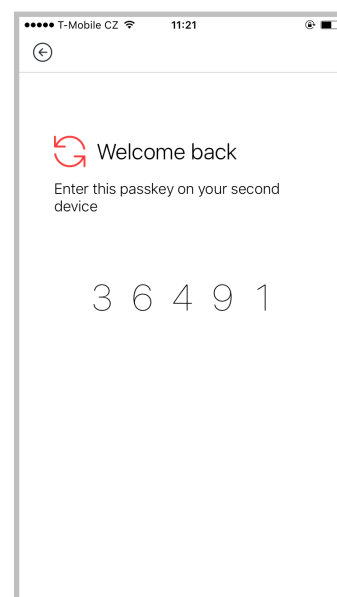 T-Mobile CZ 11:21
Welcome back
Enter this passkey on your second
device
3 6 4 9 1